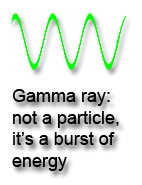 Gamma ray:
not a particle,
it's a burst of
energy